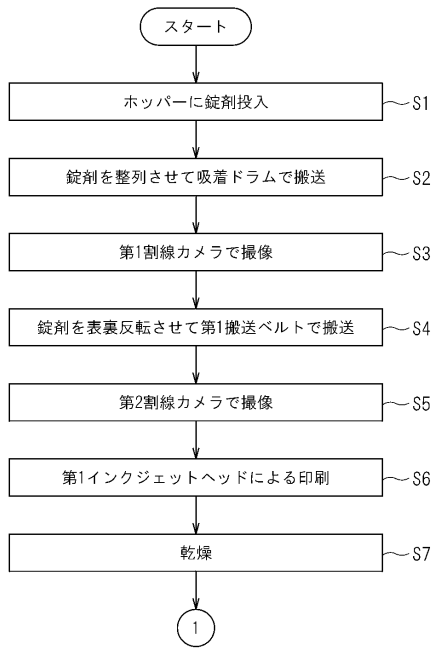 スタート
ホッパーに錠剤投入 S1
錠剤を整列させて吸着ドラムで搬送 S2
第1割線カメラで撮像 S3
錠剤を表裏反転させて第1搬送ベルトで搬送 S4
第2割線カメラで撮像 S5
第1インクジェットヘッドによる印刷 S6
乾燥 S7
1